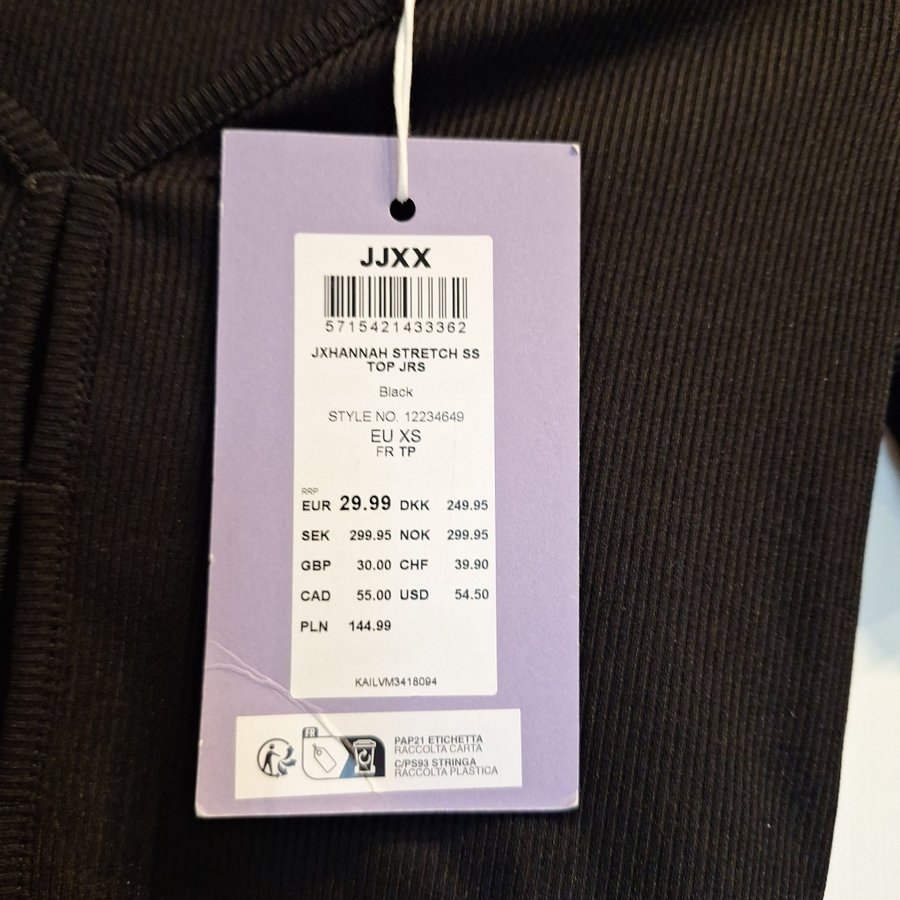 JJXX
5715421433362
JXHANNAH STRETCH SS
TOP JRS
Black
STYLE NO. 12234649
EU XS
FR TP
RRP
EUR 29.99 DKK 249.95
SEK 299.95 NOK 299.95
GBP 30.00 CHF 39.90
CAD 55.00 USD 54.50
PLN 144.99
KAILVM3418094
FR
PAP21 ETICHETTA
RACCOLTA CARTA
C/PS93 STRINGA
RACCOLTA PLASTICA